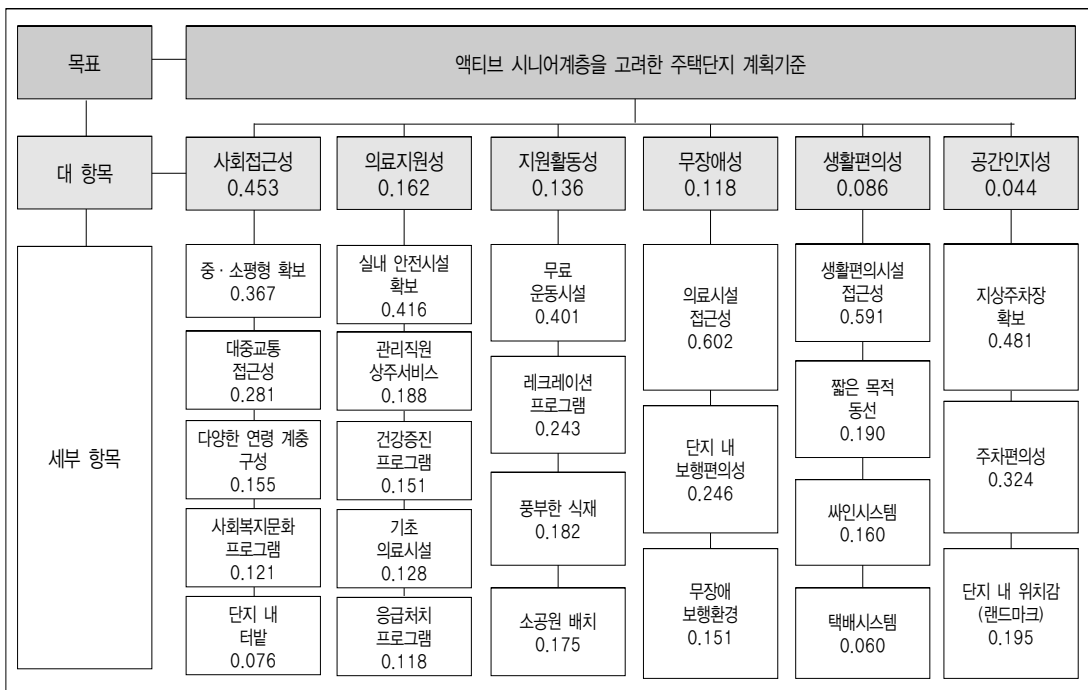 목표
액티브 시니어계층을 고려한 주택단지 계획기준
대 항목
사회접근성
0.453
의료지원성
0.162
지원활동성
0.136
무장애성
0.118
생활편의성
0.086
공간인지성
0.044
세부 항목
중 · 소평형 확보
0.367
대중교통
접근성
0.281
다양한 연령 계층
구성
0.155
사회복지문화
프로그램
0.121
단지 내
터밭
0.076
실내 안전시설
확보
0.416
관리직원
상주서비스
0.188
건강증진
프로그램
0.151
기초
의료시설
0.128
응급처치
프로그램
0.118
무료
운동시설
0.401
레크레이션
프로그램
0.243
풍부한 식재
0.182
소공원 배치
0.175
의료시설
접근성
0.602
단지 내
보행편의성
0.246
무장애
보행환경
0.151
생활편의시설
접근성
0.591
짧은 목적
동선
0.190
싸인시스템
0.160
택배시스템
0.060
지상주차장
확보
0.481
주차편의성
0.324
단지 내 위치감
(랜드마크)
0.195